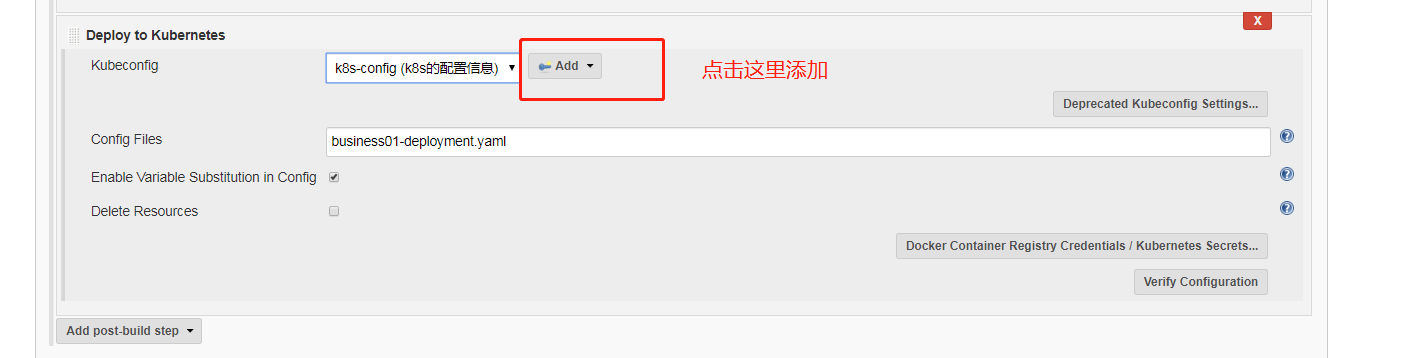 X
Deploy to Kubernetes
Kubeconfig
k8s-config (k8s的配置信息)
Add
点击这里添加
Deprecated Kubeconfig Settings...
Config Files
business01-deployment.yaml
Enable Variable Substitution in Config
Delete Resources
Docker Container Registry Credentials / Kubernetes Secrets...
Verify Configuration
Add post-build step